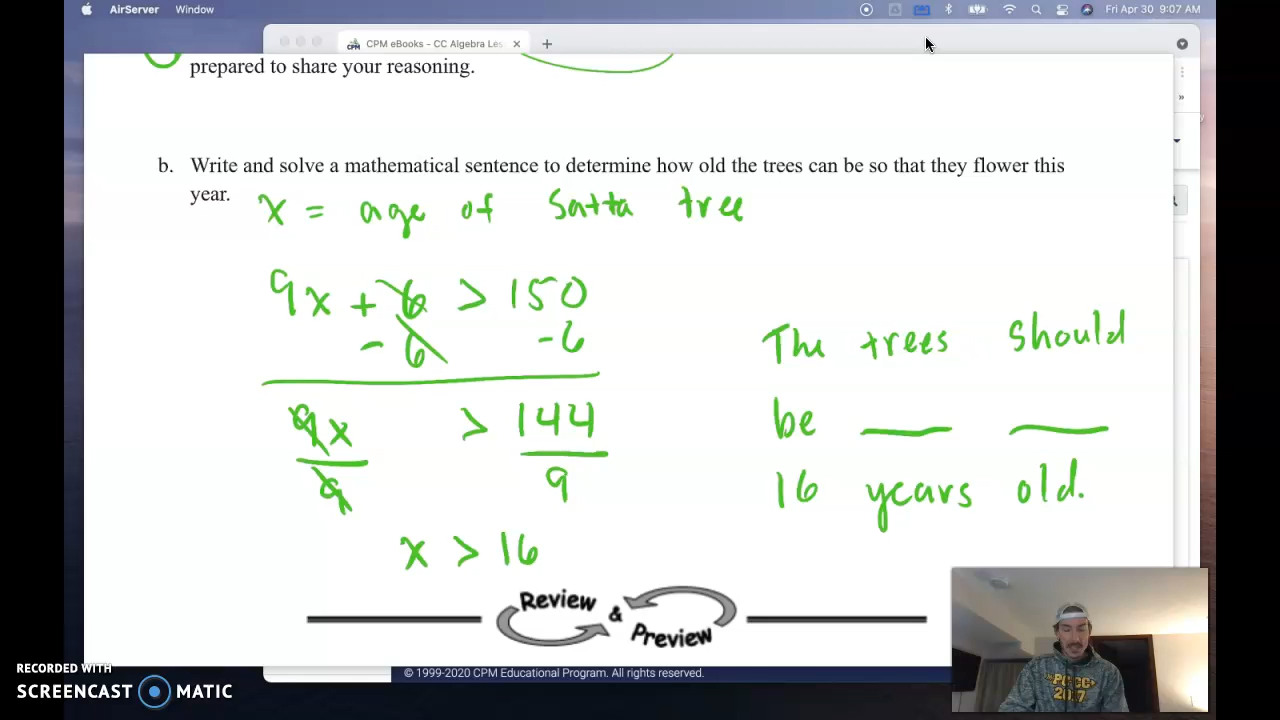 AirServer Window Fri Apr 30 9:07 AM
CPM eBooks - CC Algebra Les
prepared to share your reasoning.
b. Write and solve a mathematical sentence to determine how old the trees can be so that they flower this
year.
x = age of Satta tree
9x + 6 > 150
- 6 -6
9x > 144
9 9
x > 16
The trees should
be ___ ___
16 years old.
Review
&
Preview
© 1999-2020 CPM Educational Program. All rights reserved.
RECORDED WITH
SCREENCAST MATIC
2017